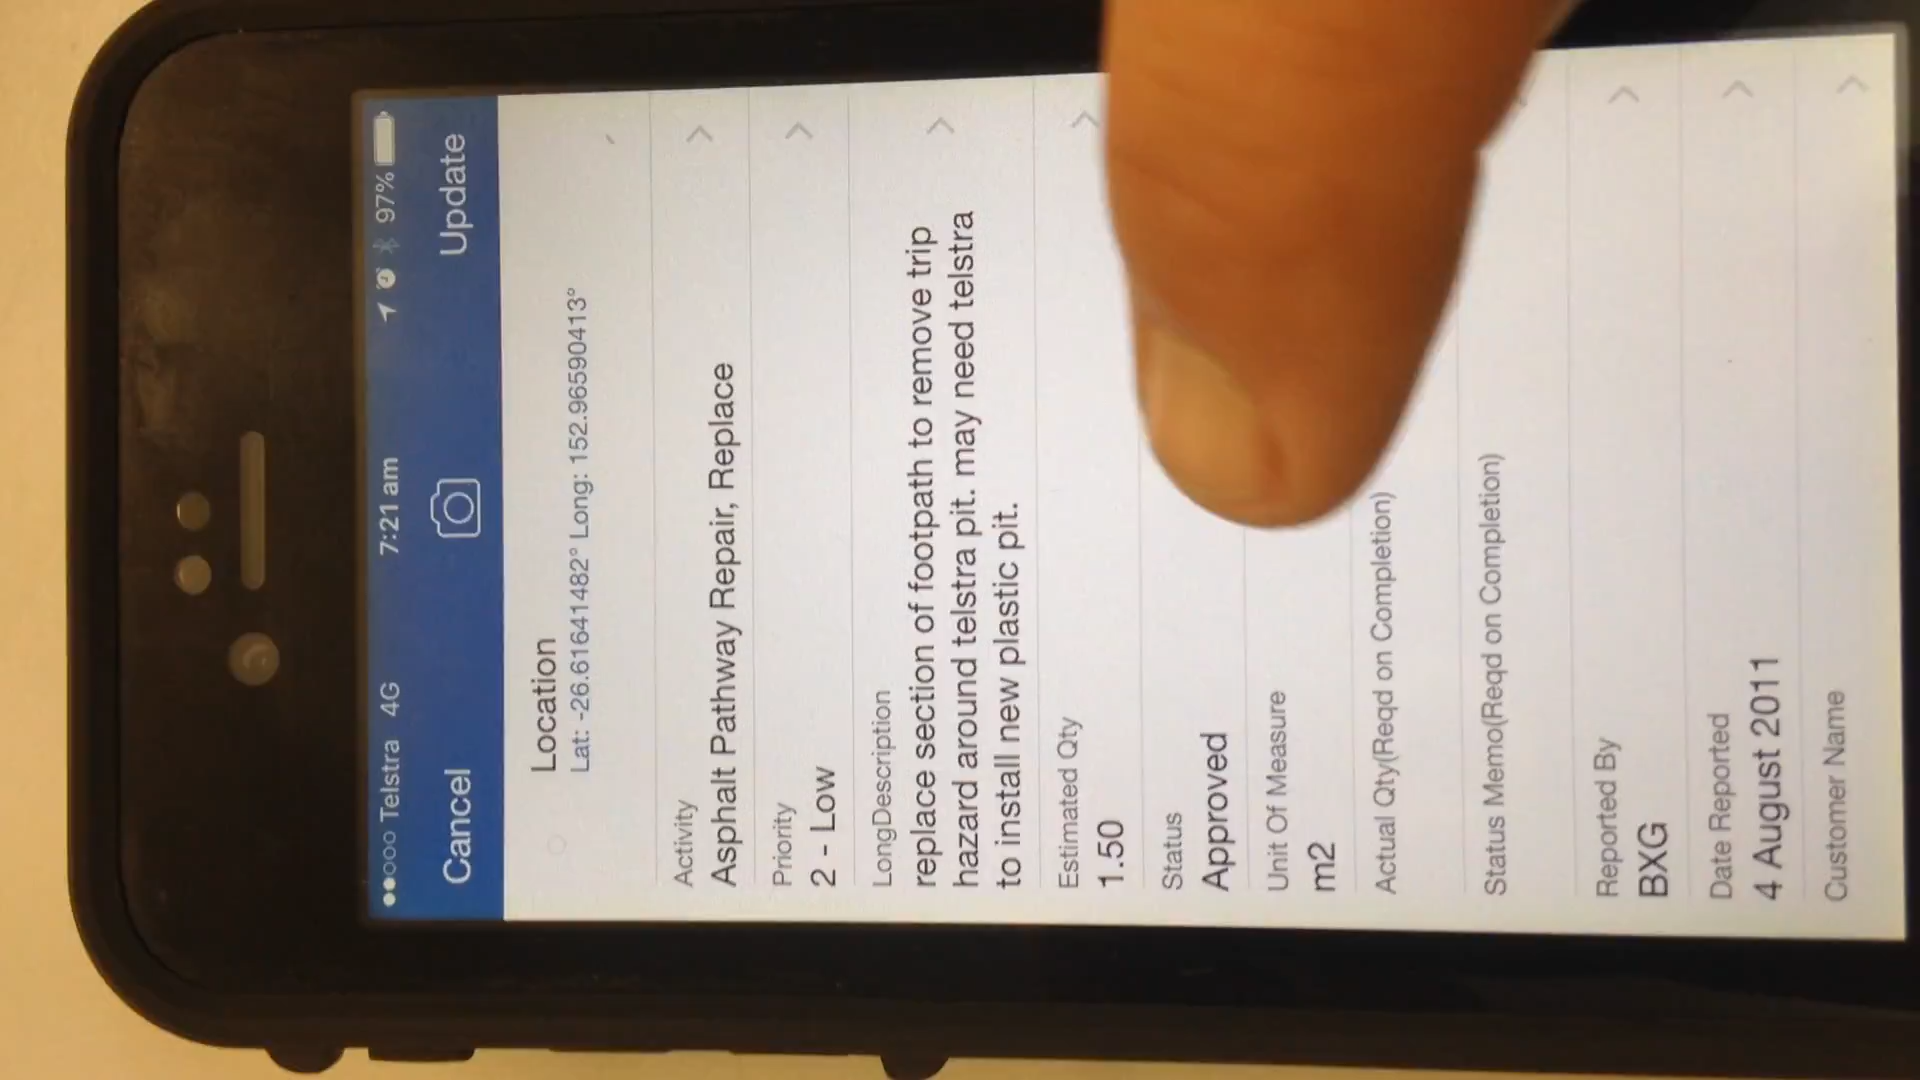 Telstra 4G 7:21 am 97%
Cancel Update
Location
Lat: -26.61641482° Long: 152.96590413°
Activity
Asphalt Pathway Repair, Replace
Priority
2 - Low
LongDescription
replace section of footpath to remove trip
hazard around telstra pit. may need telstra
to install new plastic pit.
Estimated Qty
1.50
Status
Approved
Unit Of Measure
m2
Actual Qty(Reqd on Completion)
Status Memo(Reqd on Completion)
Reported By
BXG
Date Reported
4 August 2011
Customer Name